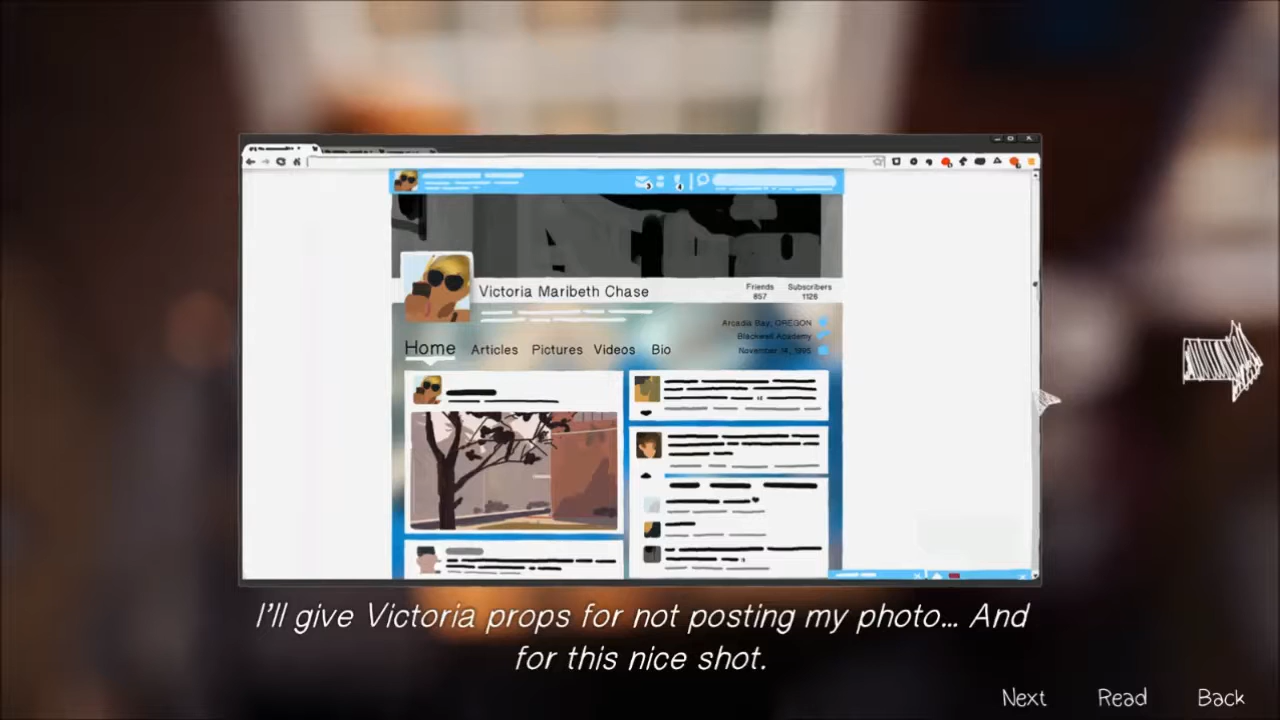 Victoria Maribeth Chase
Friends
857
Subscribers
1126
Arcadia Bay, OREGON
Blackwell Academy
November 14, 1995
Home Articles Pictures Videos Bio
I'll give Victoria props for not posting my photo... And
for this nice shot.
Next Read Back